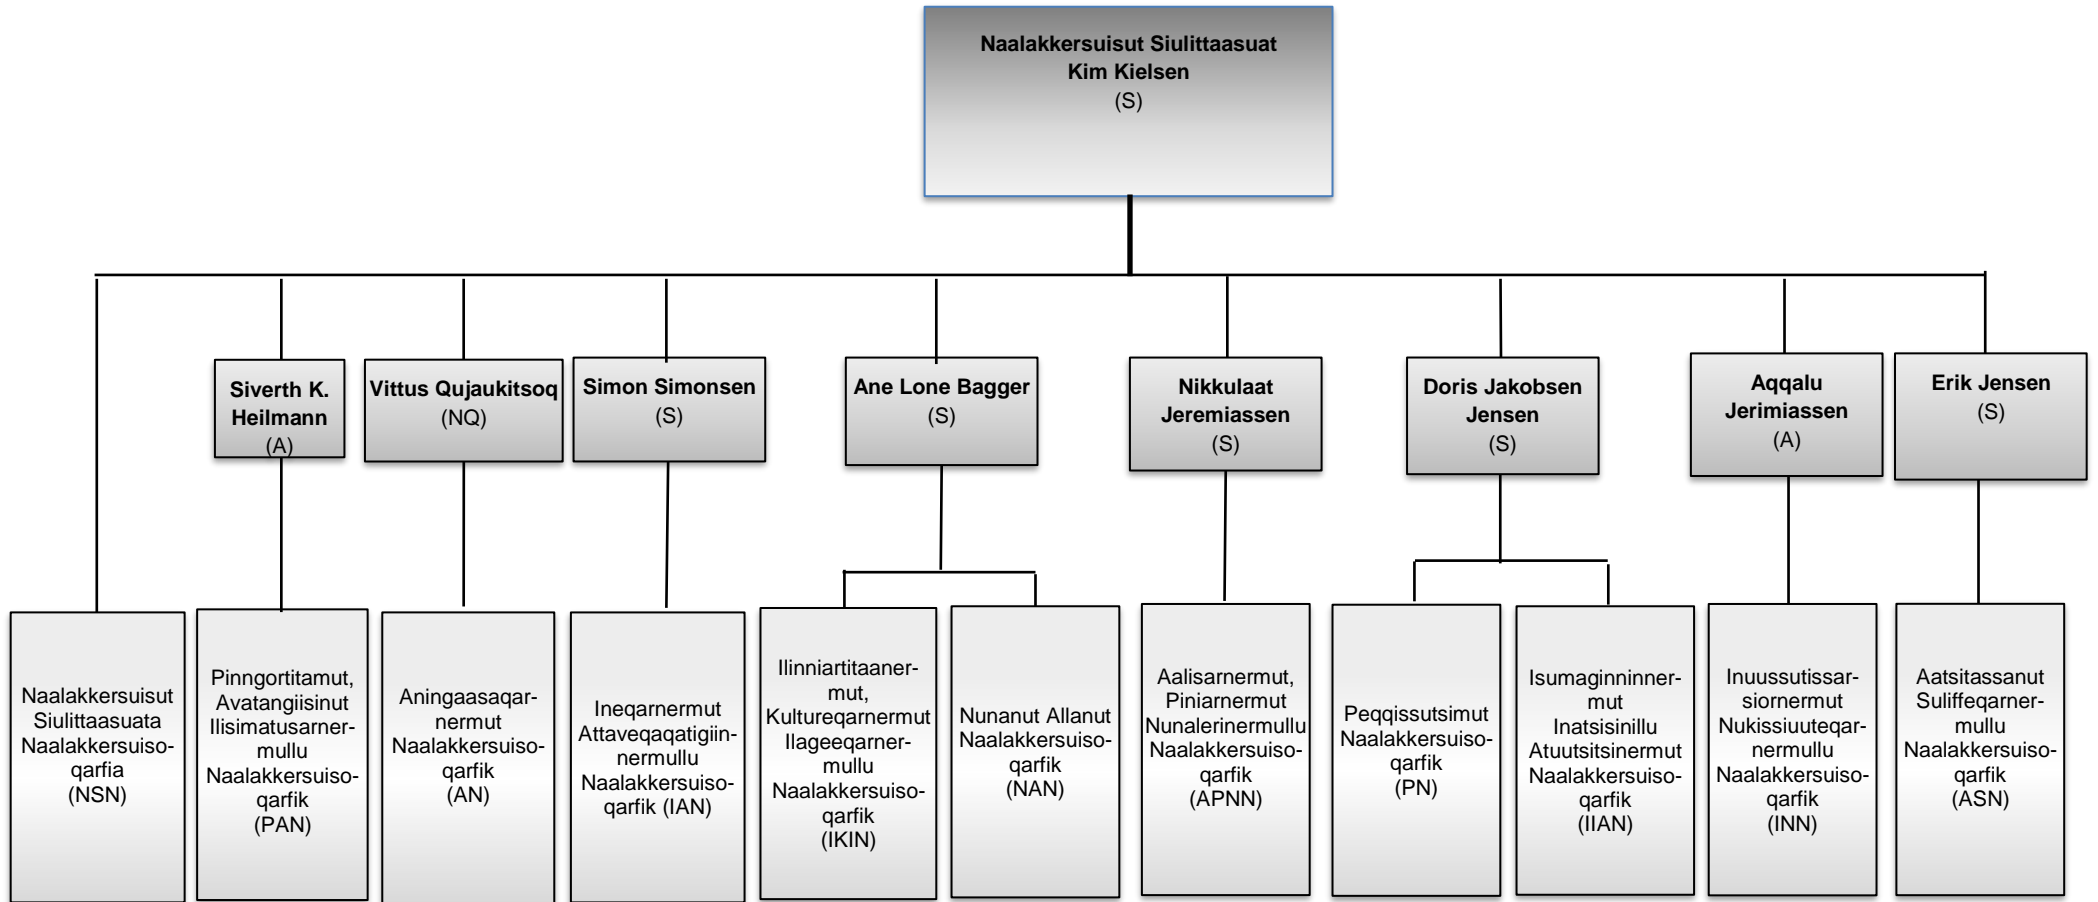 Naalakkersuisut Siulittaasuat
Kim Kielsen
(S)
Siverth K.
Heilmann
(A)
Vittus Qujaukitsoq
(NQ)
Simon Simonsen
(S)
Ane Lone Bagger
(S)
Nikkulaat
Jeremiassen
(S)
Doris Jakobsen
Jensen
(S)
Aqqalu
Jerimiassen
(A)
Erik Jensen
(S)
Naalakkersuisut
Siulittaasuata
Naalakkersuiso-
qarfia
(NSN)
Pinngortitamut,
Avatangiisinut
Ilisimatusarner-
mullu
Naalakkersuiso-
qarfik
(PAN)
Aningaasaqar-
nermut
Naalakkersuiso-
qarfik
(AN)
Ineqarnermut
Attaveqaqatigiin-
nermullu
Naalakkersuiso-
qarfik (IAN)
Ilinniartitaaner-
mut,
Kultureqarnermut
Ilageeqarner-
mullu
Naalakkersuiso-
qarfik
(IKIN)
Nunanut Allanut
Naalakkersuiso-
qarfik
(NAN)
Aalisarnermut,
Piniarnermut
Nunalerinermullu
Naalakkersuiso-
qarfik
(APNN)
Peqqissutsimut
Naalakkersuiso-
qarfik
(PN)
Isumaginninner-
mut
Inatsisinillu
Atuutsitsinermut
Naalakkersuiso-
qarfik
(IIAN)
Inuussutissar-
siornermut
Nukissiuuteqar-
nermullu
Naalakkersuiso-
qarfik
(INN)
Aatsitassanut
Suliffeqarner-
mullu
Naalakkersuiso-
qarfik
(ASN)